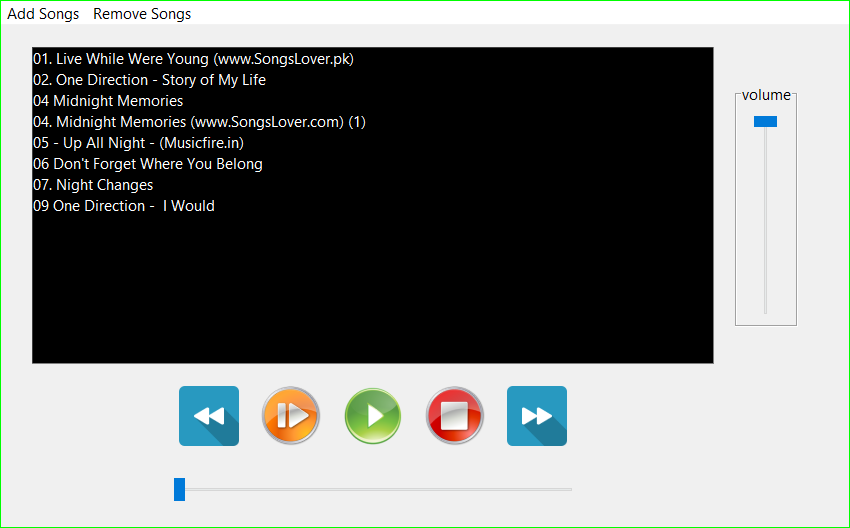 Add Songs Remove Songs
01. Live While Were Young (www.SongsLover.pk)
02. One Direction - Story of My Life
04 Midnight Memories
04. Midnight Memories (www.SongsLover.com) (1)
05 - Up All Night - (Musicfire.in)
06 Don't Forget Where You Belong
07. Night Changes
09 One Direction -  I Would
volume